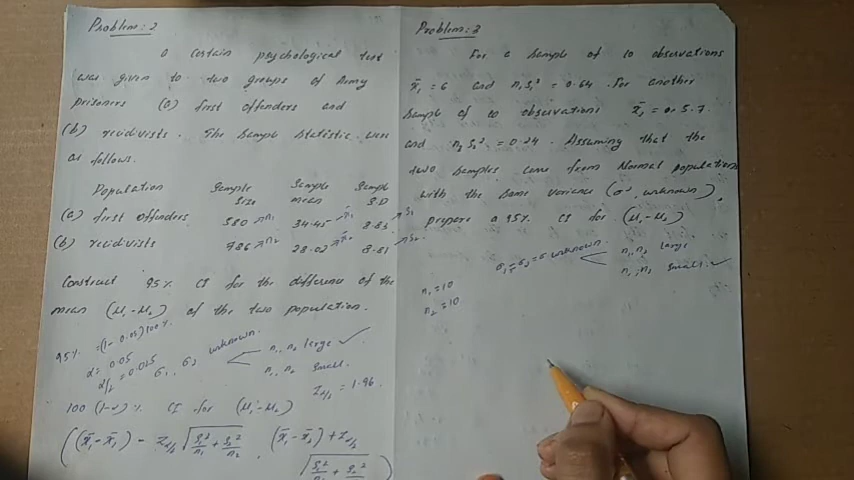 Problem: 2
A certain psychological test
was given to two groups of Army
prisoners (a) first offenders and
(b) recidivists. The sample statistic were
as follows.
Population Sample Size Sample mean Sample S.D
(a) first offenders 580 → n₁ 34.45 → x̄₁ 8.83 → S₁
(b) recidivists 786 → n₂ 28.02 → x̄₂ 8.81 → S₂
Construct 95% CI for the difference of the
mean (μ₁-μ₂) of the two population.
95% = (1-0.05)100%
α = 0.05
α/2 = 0.025
σ₁, σ₂ unknown
n₁, n₂ large ✓
n₁, n₂ small.
Z α/2 = 1.96
100 (1-α) % CI for (μ₁-μ₂)
((x̄₁-x̄₂) - Z α/2 √(S₁²/n₁ + S₂²/n₂) , (x̄₁-x̄₂) + Z α/2
√(S₁²/n₁ + S₂²/n₂))
Problem: 3
For a sample of 10 observations
x̄₁ = 6 and n₁s₁² = 0.64. For another
sample of 10 observations x̄₂ = 5.7.
and n₂ s₂² = 0.24. Assuming that the
two samples come from Normal populations
with the same variance (σ², unknown),
prepare a 95% CI for (μ₁-μ₂)
σ₁ = σ₂ = σ unknown
n₁, n₂ large
n₁, n₂ small ✓
n₁ = 10
n₂ = 10